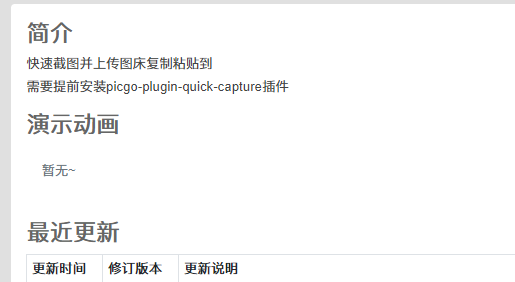 简介
快速截图并上传图床复制粘贴到
需要提前安装picgo-plugin-quick-capture插件
演示动画
暂无~
最近更新
更新时间 修订版本 更新说明